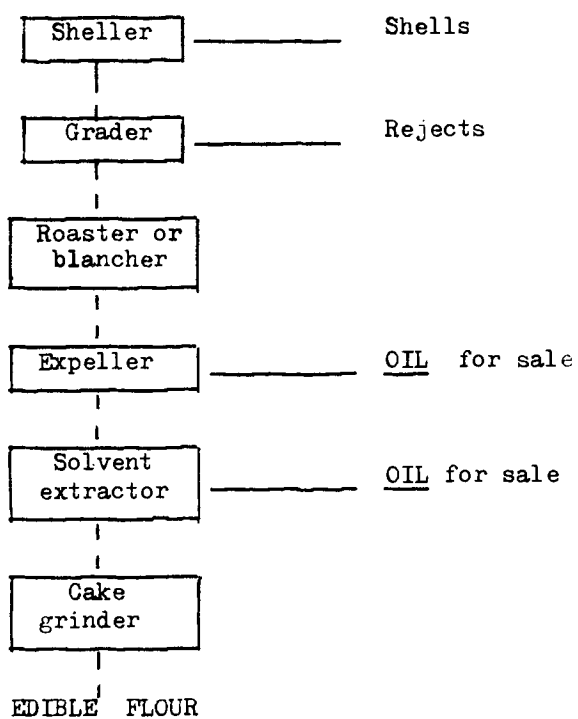 Sheller Shells
Grader Rejects
Roaster or
blancher
Expeller OIL for sale
Solvent
extractor OIL for sale
Cake
grinder
EDIBLE FLOUR